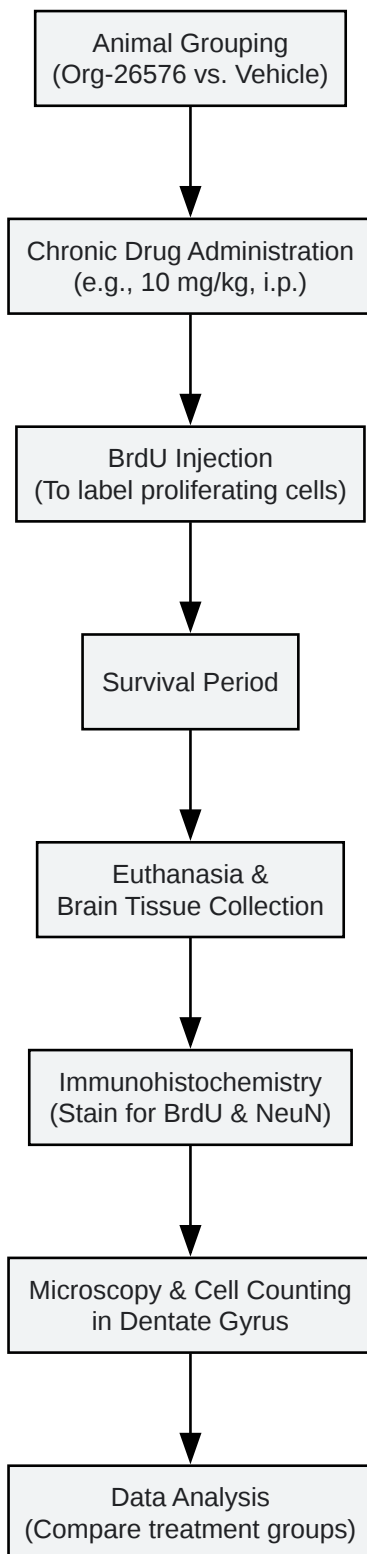 Animal Grouping
(Org-26576 vs. Vehicle)
Chronic Drug Administration
(e.g., 10 mg/kg, i.p.)
BrdU Injection
(To label proliferating cells)
Survival Period
Euthanasia &
Brain Tissue Collection
Immunohistochemistry
(Stain for BrdU & NeuN)
Microscopy & Cell Counting
in Dentate Gyrus
Data Analysis
(Compare treatment groups)